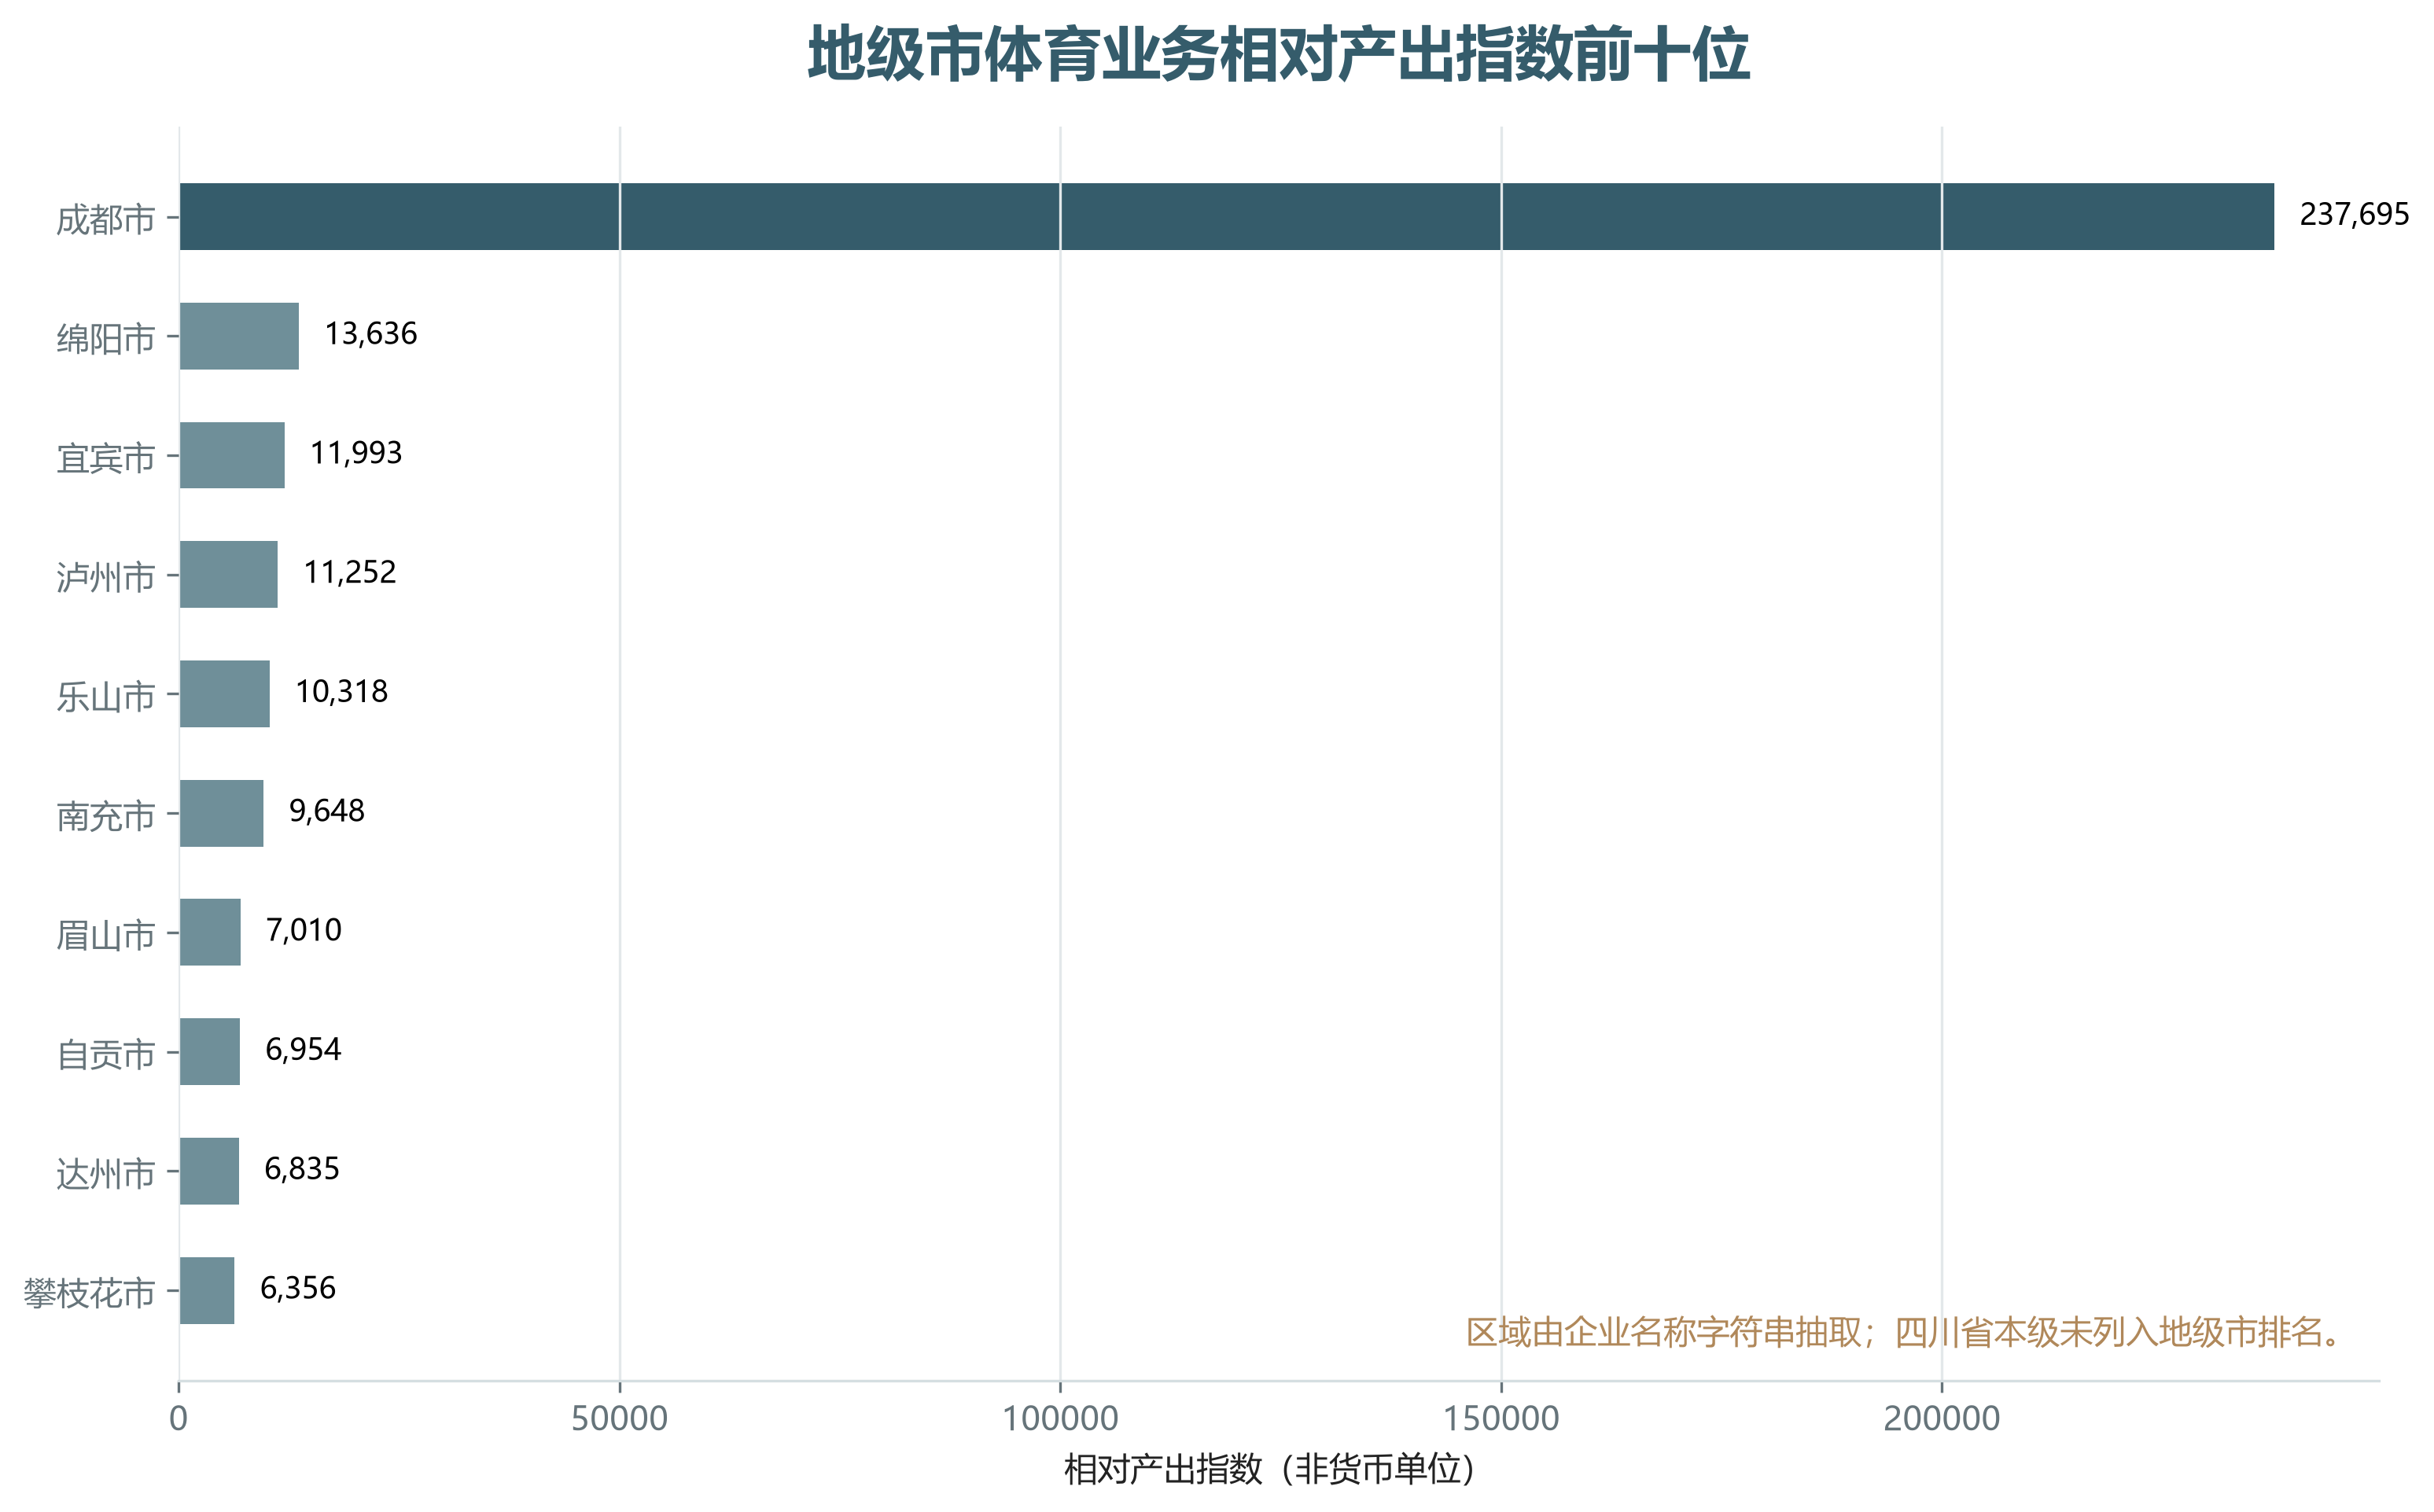 地级市体育业务相对产出指数前十位
成都市 237,695
绵阳市 13,636
宜宾市 11,993
泸州市 11,252
乐山市 10,318
南充市 9,648
眉山市 7,010
自贡市 6,954
达州市 6,835
攀枝花市 6,356
区域由企业名称字符串抽取；四川省本级未列入地级市排名。
0 50000 100000 150000 200000
相对产出指数（非货币单位）